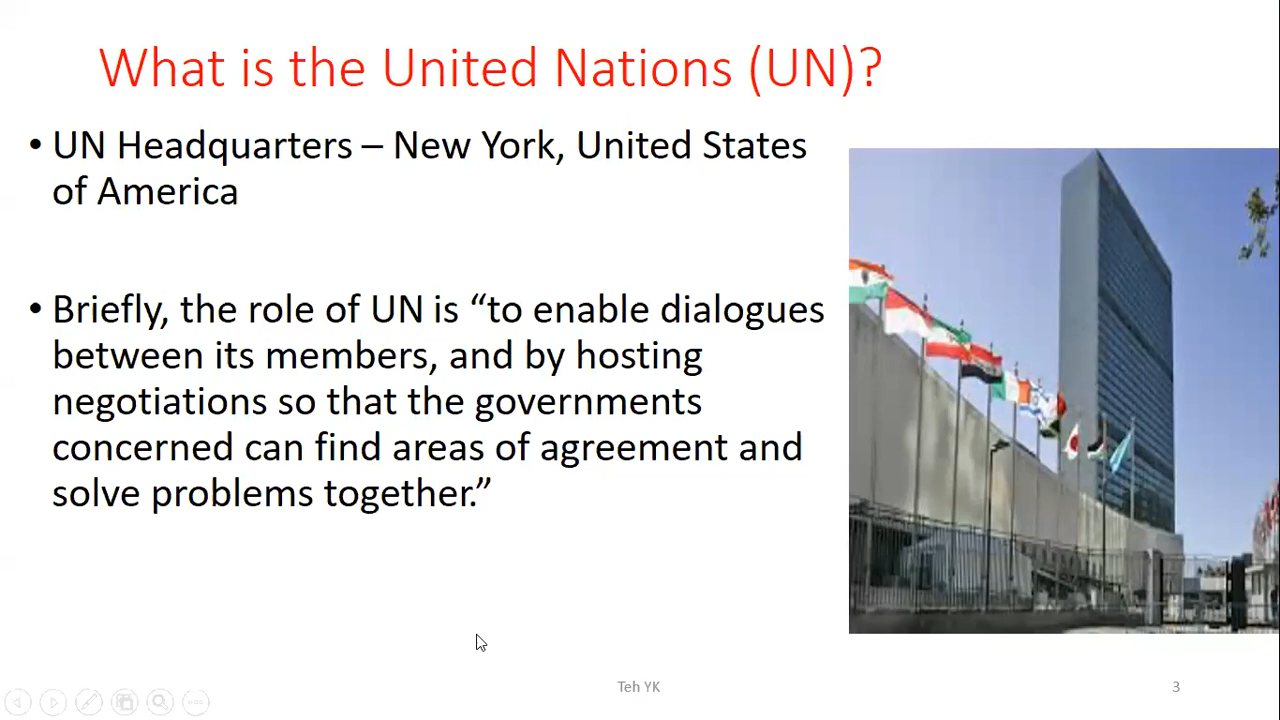 What is the United Nations (UN)?
• UN Headquarters – New York, United States
of America
• Briefly, the role of UN is “to enable dialogues
between its members, and by hosting
negotiations so that the governments
concerned can find areas of agreement and
solve problems together.”
Teh YK
3